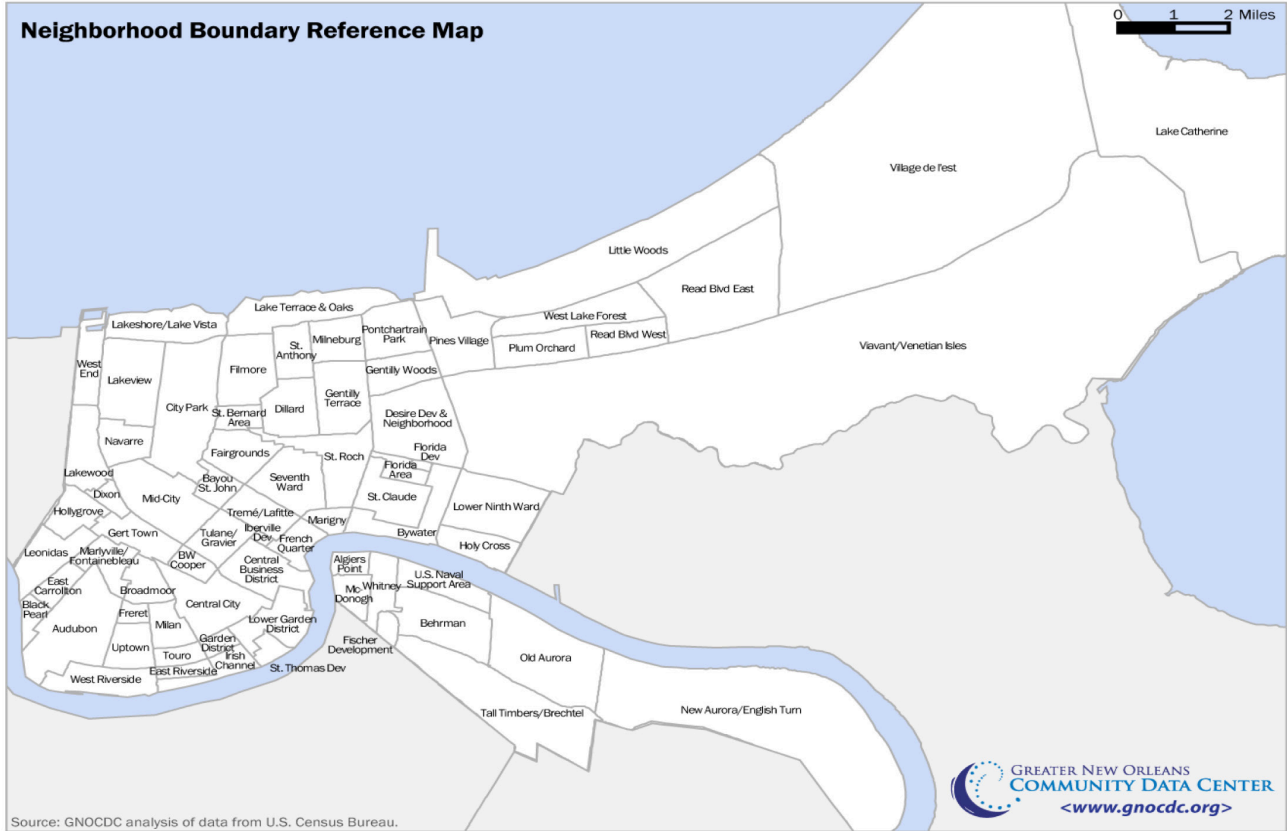 Neighborhood Boundary Reference Map
0 1 2 Miles
Lake Catherine
Village de l'est
Little Woods
Read Blvd East
Lake Terrace & Oaks
Lakeshore/Lake Vista
West Lake Forest
Pontchartrain
Park
Milneburg
St.
Anthony
Pines Village
Read Blvd West
Plum Orchard
Viavant/Venetian Isles
West
End
Lakeview
Filmore
Gentilly Woods
City Park
Gentilly
Terrace
Dillard
St. Bernard
Area
Desire Dev &
Neighborhood
Navarre
Fairgrounds
St. Roch
Florida
Dev
Florida
Area
Lakewood
Bayou
St. John
Seventh
Ward
Dixon
Mid-City
St. Claude
Lower Ninth Ward
Hollygrove
Tremé/Lafitte
Marigny
Gert Town
Tulane/
Gravier
Iberville
Dev
French
Quarter
Bywater
Holy Cross
Leonidas
Marlyville/
Fontainebleau
BW
Cooper
Central
Business
District
Algiers
Point
U.S. Naval
Support Area
East
Carrollton
Broadmoor
Mc-
Donogh
Whitney
Black
Pearl
Central City
Freret
Milan
Lower Garden
District
Behrman
Audubon
Uptown
Touro
Garden
District
Irish
Channel
Fischer
Development
Old Aurora
West Riverside
East Riverside
St. Thomas Dev
Tall Timbers/Brechtel
New Aurora/English Turn
GREATER NEW ORLEANS
COMMUNITY DATA CENTER
<www.gnocdc.org>
Source: GNOCDC analysis of data from U.S. Census Bureau.